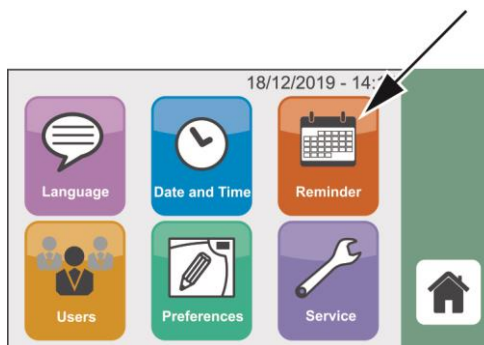 18/12/2019 - 14:
Language
Date and Time
Reminder
Users
Preferences
Service